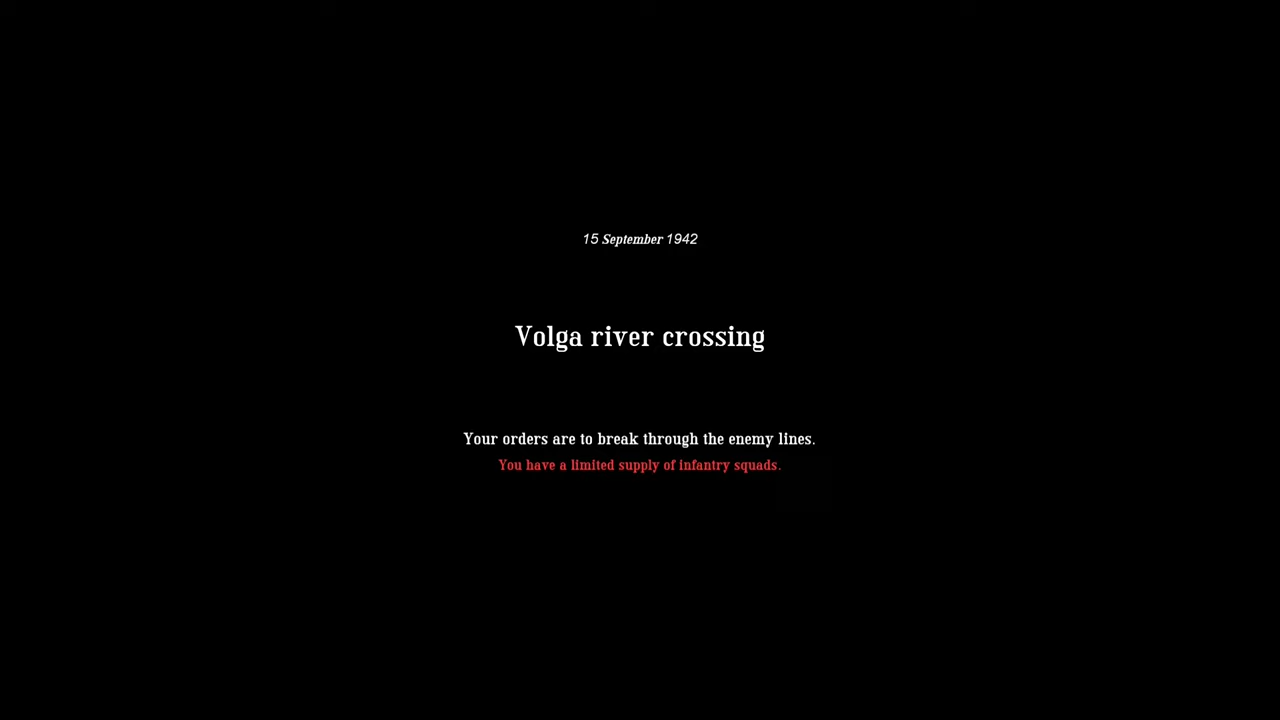 15 September 1942
Volga river crossing
Your orders are to break through the enemy lines.
You have a limited supply of infantry squads.